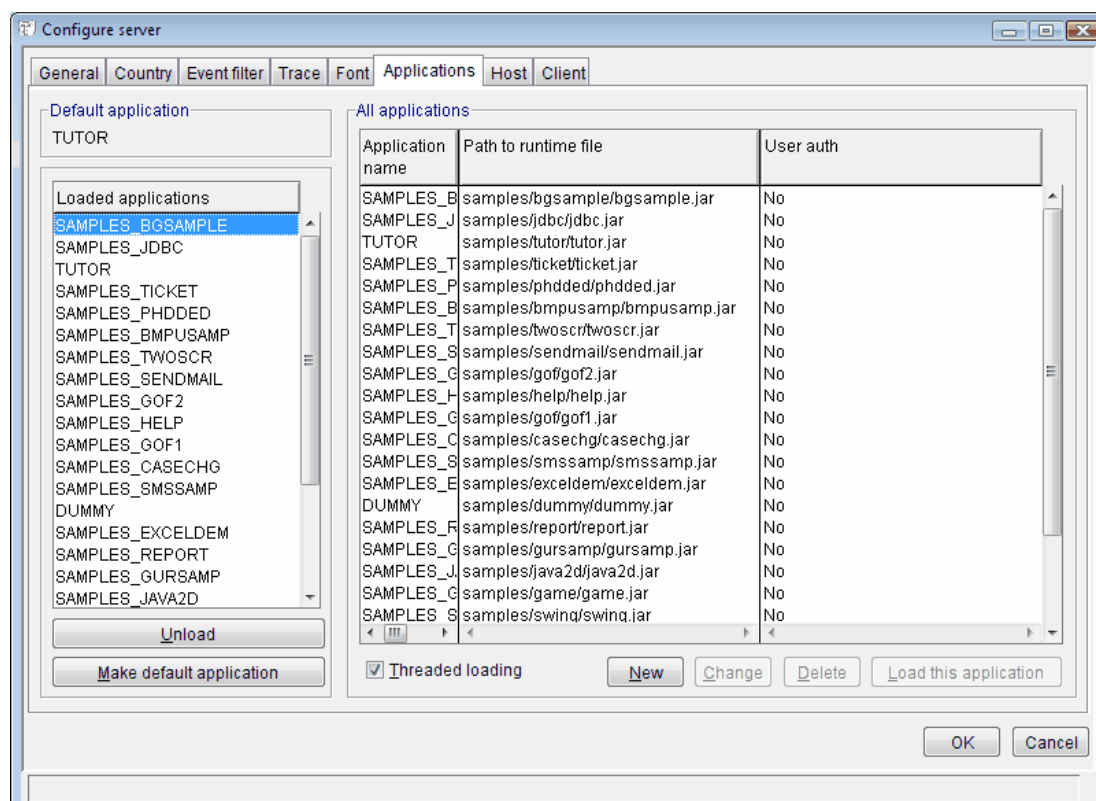 Configure server
General Country Event filter Trace Font Applications Host Client
Default application
TUTOR
Loaded applications
SAMPLES_BGSAMPLE
SAMPLES_JDBC
TUTOR
SAMPLES_TICKET
SAMPLES_PHDDED
SAMPLES_BMPUSAMP
SAMPLES_TWOSCR
SAMPLES_SENDMAIL
SAMPLES_GOF2
SAMPLES_HELP
SAMPLES_GOF1
SAMPLES_CASECHG
SAMPLES_SMSSAMP
DUMMY
SAMPLES_EXCELDEM
SAMPLES_REPORT
SAMPLES_GURSAMP
SAMPLES_JAVA2D
Unload
Make default application
All applications
Application name Path to runtime file User auth
SAMPLES_B samples/bgsample/bgsample.jar No
SAMPLES_J samples/jdbc/jdbc.jar No
TUTOR samples/tutor/tutor.jar No
SAMPLES_T samples/ticket/ticket.jar No
SAMPLES_P samples/phdded/phdded.jar No
SAMPLES_B samples/bmpusamp/bmpusamp.jar No
SAMPLES_T samples/twoscr/twoscr.jar No
SAMPLES_S samples/sendmail/sendmail.jar No
SAMPLES_G samples/gof/gof2.jar No
SAMPLES_H samples/help/help.jar No
SAMPLES_G samples/gof/gof1.jar No
SAMPLES_C samples/casechg/casechg.jar No
SAMPLES_S samples/smssamp/smssamp.jar No
SAMPLES_E samples/exceldem/exceldem.jar No
DUMMY samples/dummy/dummy.jar No
SAMPLES_R samples/report/report.jar No
SAMPLES_G samples/gursamp/gursamp.jar No
SAMPLES_J samples/java2d/java2d.jar No
SAMPLES_G samples/game/game.jar No
SAMPLES_S samples/swing/swing.jar No
Threaded loading New Change Delete Load this application
OK Cancel